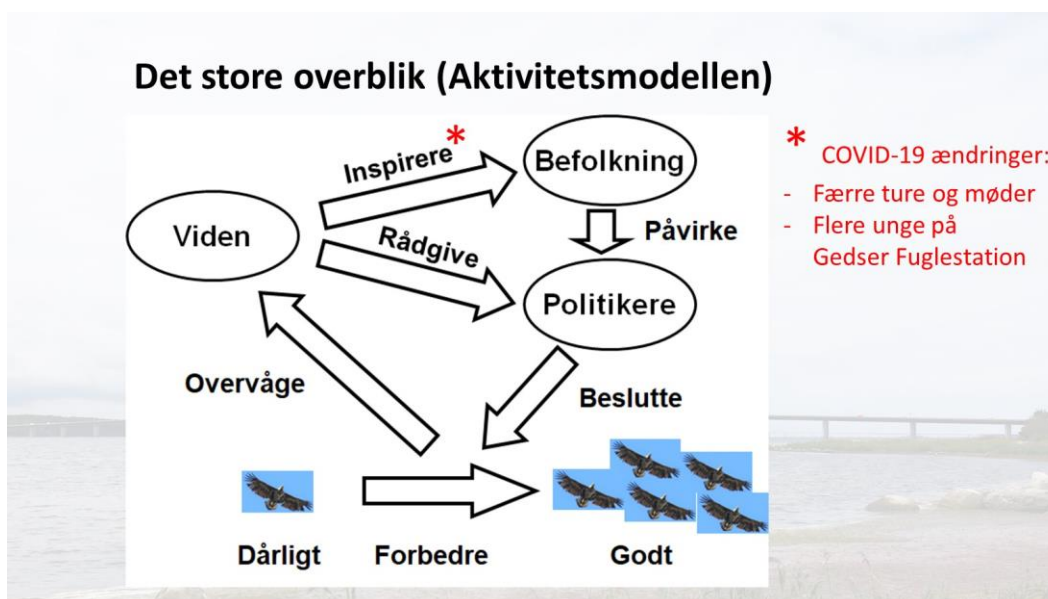 Det store overblik (Aktivitetsmodellen)
Inspirere*
Befolkning
Viden
Rådgive
Påvirke
Politikere
Overvåge
Beslutte
Dårligt
Forbedre
Godt
* COVID-19 ændringer:
- Færre ture og møder
- Flere unge på
Gedser Fuglestation